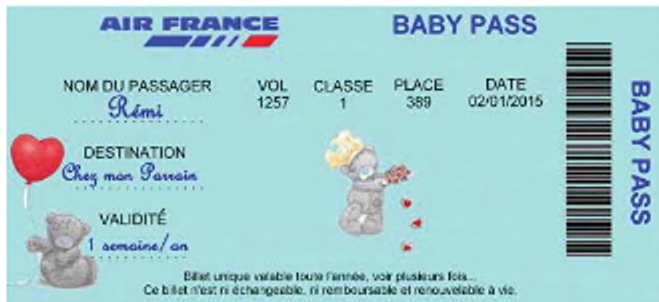 AIR FRANCE
BABY PASS
NOM DU PASSAGER VOL CLASSE PLACE DATE
Rémi 1257 1 389 02/01/2015
DESTINATION
Chez mon Parrain
VALIDITÉ
1 semaine/an
Billet unique valable toute l'année, voir plusieurs fois...
Ce billet n'est ni échangeable, ni remboursable et renouvelable à vie.
BABY PASS